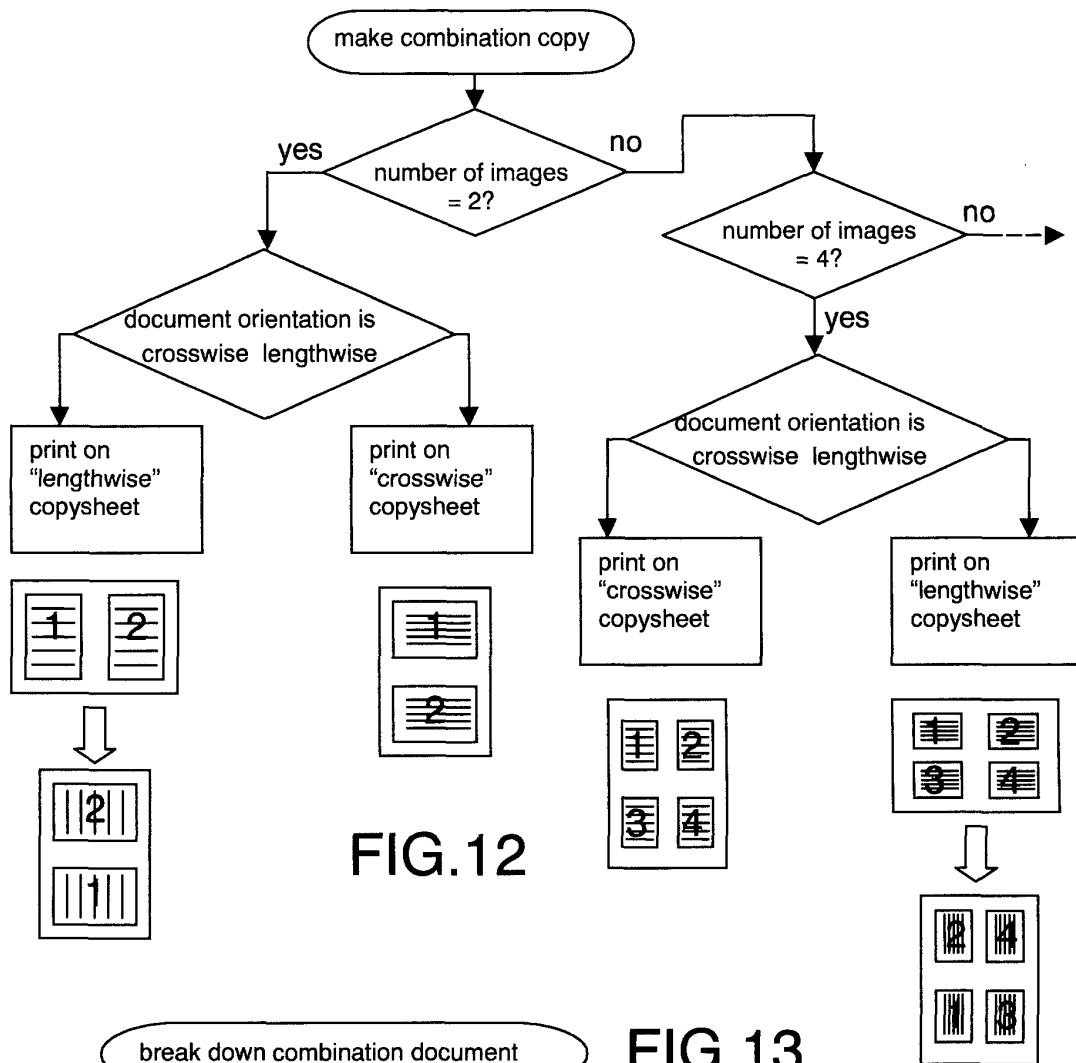 make combination copy
yes
no
number of images
= 2?
no
number of images
= 4?
yes
document orientation is
crosswise lengthwise
document orientation is
crosswise lengthwise
print on
“lengthwise”
copysheet
print on
“crosswise”
copysheet
print on
“crosswise”
copysheet
print on
“lengthwise”
copysheet
1 2
1
2
1 2
3 4
1 2
3 4
2
1
FIG.12
2 4
1 3
break down combination document
FIG.13